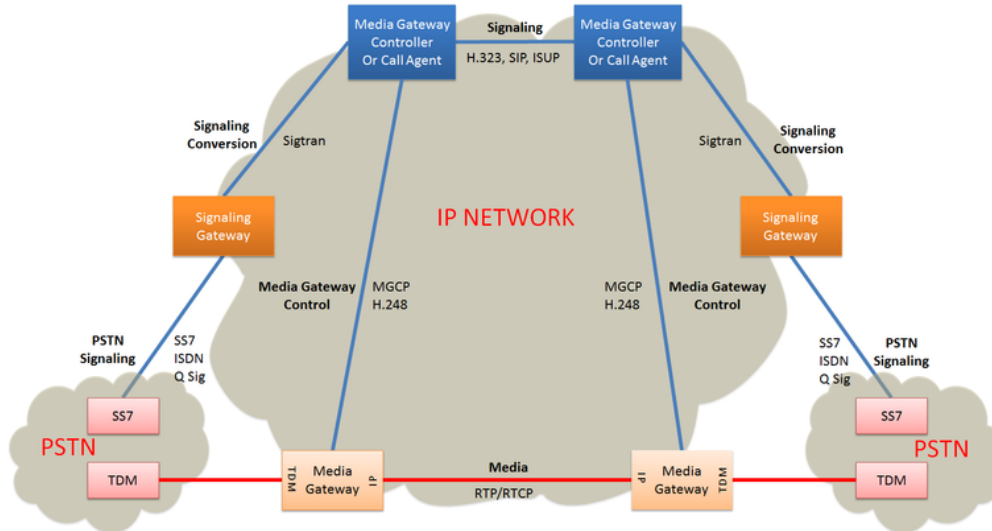 Media Gateway
Controller
Or Call Agent
Signaling
H.323, SIP, ISUP
Media Gateway
Controller
Or Call Agent
Signaling
Conversion
Sigtran
Sigtran
Signaling
Conversion
Signaling
Gateway
IP NETWORK
Signaling
Gateway
Media Gateway
Control
MGCP
H.248
MGCP
H.248
Media Gateway
Control
PSTN
Signaling
SS7
ISDN
Q Sig
SS7
ISDN
Q Sig
PSTN
Signaling
SS7
PSTN
TDM
SS7
PSTN
TDM
TDM
Media
Gateway
IP
Media
RTP/RTCP
IP
Media
Gateway
TDM